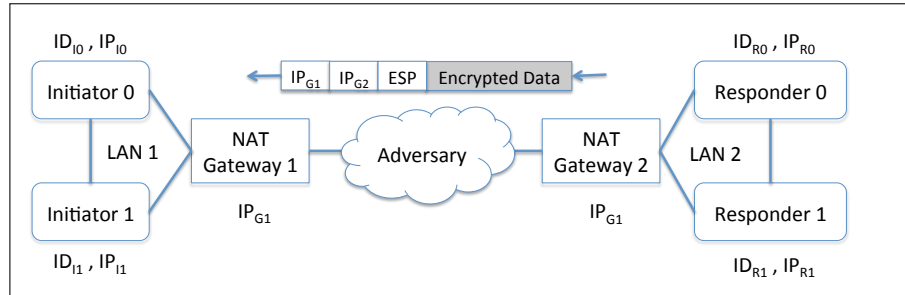 ID_I0 , IP_I0
ID_R0 , IP_R0
IP_G1 IP_G2 ESP Encrypted Data
Initiator 0
Responder 0
LAN 1
NAT
Gateway 1
Adversary
NAT
Gateway 2
LAN 2
Initiator 1
Responder 1
IP_G1
IP_G1
ID_I1 , IP_I1
ID_R1 , IP_R1